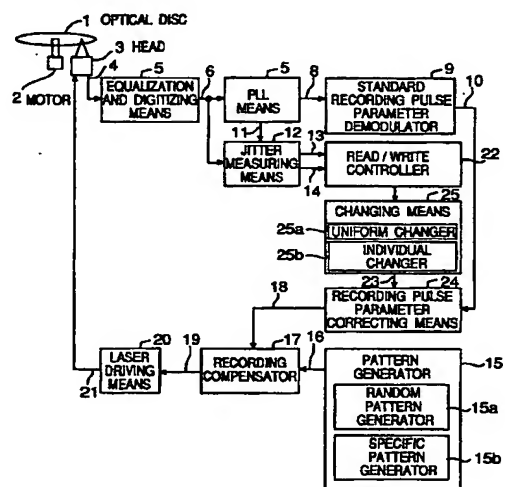 1 OPTICAL DISC
3 HEAD
4
2 MOTOR
5
EQUALIZATION
AND DIGITIZING
MEANS
6
5
PLL
MEANS
8
9
STANDARD
RECORDING PULSE
PARAMETER
DEMODULATOR
10
11
12
JITTER
MEASURING
MEANS
13
14
READ / WRITE
CONTROLLER
22
25
CHANGING MEANS
25a
UNIFORM CHANGER
25b
INDIVIDUAL
CHANGER
23
24
RECORDING PULSE
PARAMETER
CORRECTING MEANS
18
20
LASER
DRIVING
MEANS
21
19
17
RECORDING
COMPENSATOR
16
PATTERN
GENERATOR
15
RANDOM
PATTERN
GENERATOR
15a
SPECIFIC
PATTERN
GENERATOR
15b